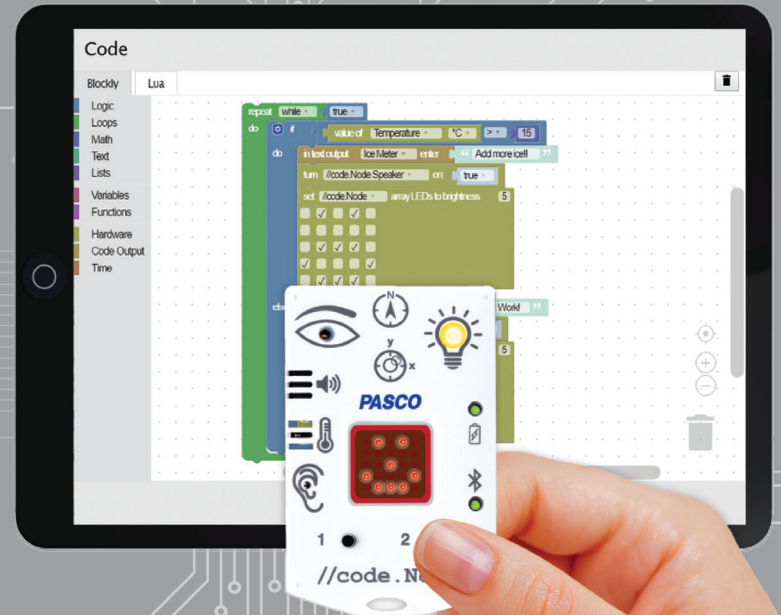 Code
Blockly Lua
Logic
Loops
Math
Text
Lists
Variables
Functions
Hardware
Code Output
Time
repeat while true
do if value of Temperature °C > 15
do in text output Ice Meter enter “ Add more ice!! ”
turn //code.Node Speaker on: true
set //code.Node array LEDs to brightness 5
Work! ”
5
N
y
x
PASCO
1 2
//code.No